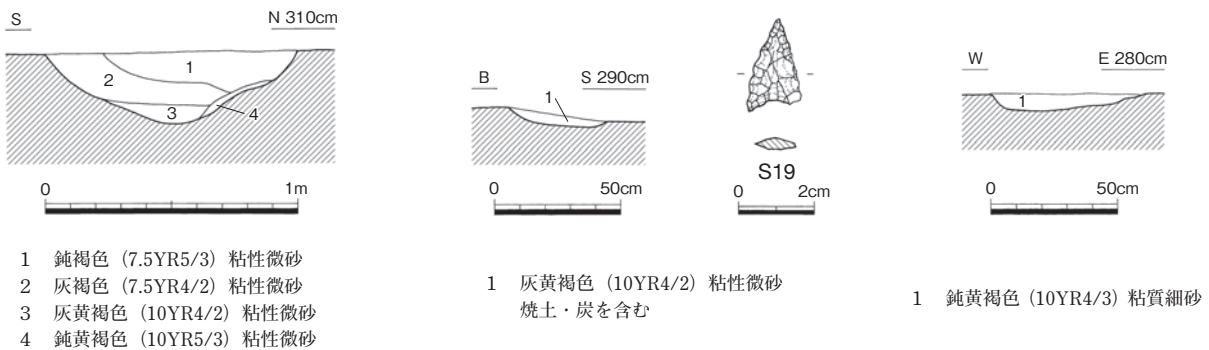 S N 310cm
1
2
3
4
0 1m
1 鈍褐色（7.5YR5/3）粘性微砂
2 灰褐色（7.5YR4/2）粘性微砂
3 灰黄褐色（10YR4/2）粘性微砂
4 鈍黄褐色（10YR5/3）粘性微砂
B S 290cm
1
0 50cm
1 灰黄褐色（10YR4/2）粘性微砂
焼土・炭を含む
S19
0 2cm
W E 280cm
1
0 50cm
1 鈍黄褐色（10YR4/3）粘質細砂